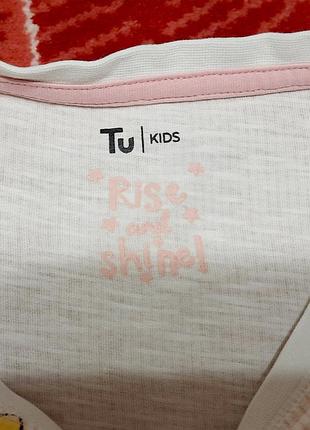 Tu | KIDS
Rise
and
shine!